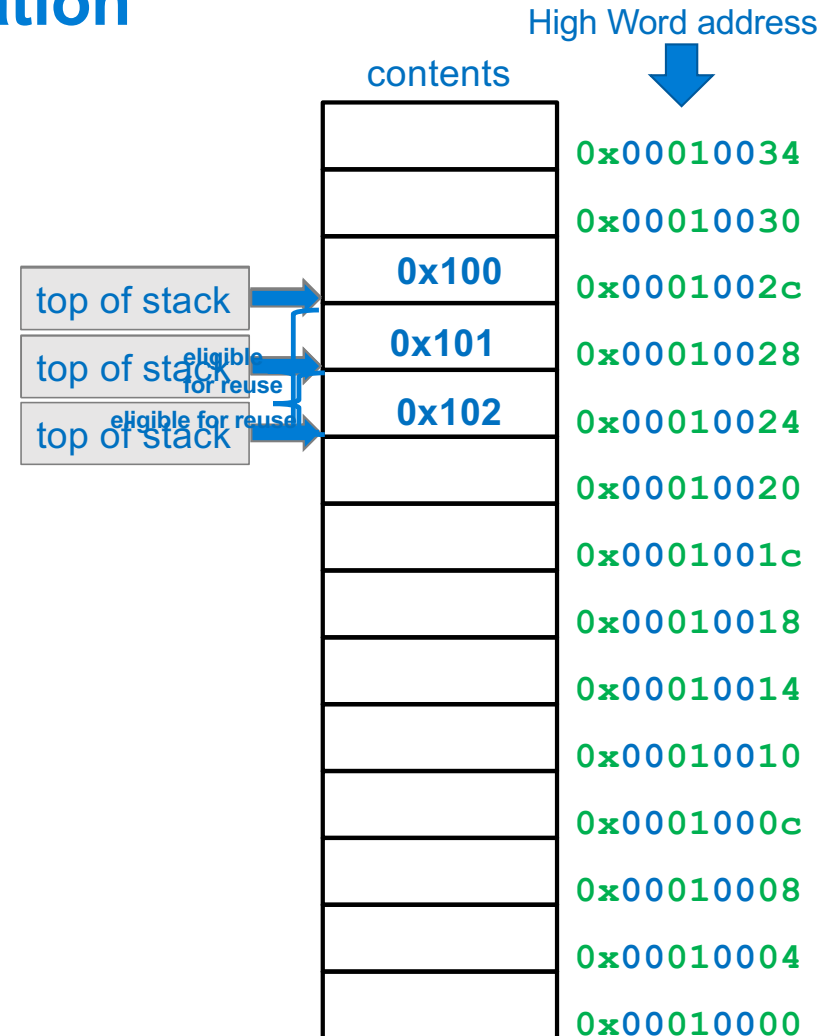 ation
High Word address
contents
0x00010034
0x00010030
0x100
0x0001002c
top of stack
0x101
0x00010028
top of stack
eligible
for reuse
0x102
0x00010024
eligible for reuse
top of stack
0x00010020
0x0001001c
0x00010018
0x00010014
0x00010010
0x0001000c
0x00010008
0x00010004
0x00010000